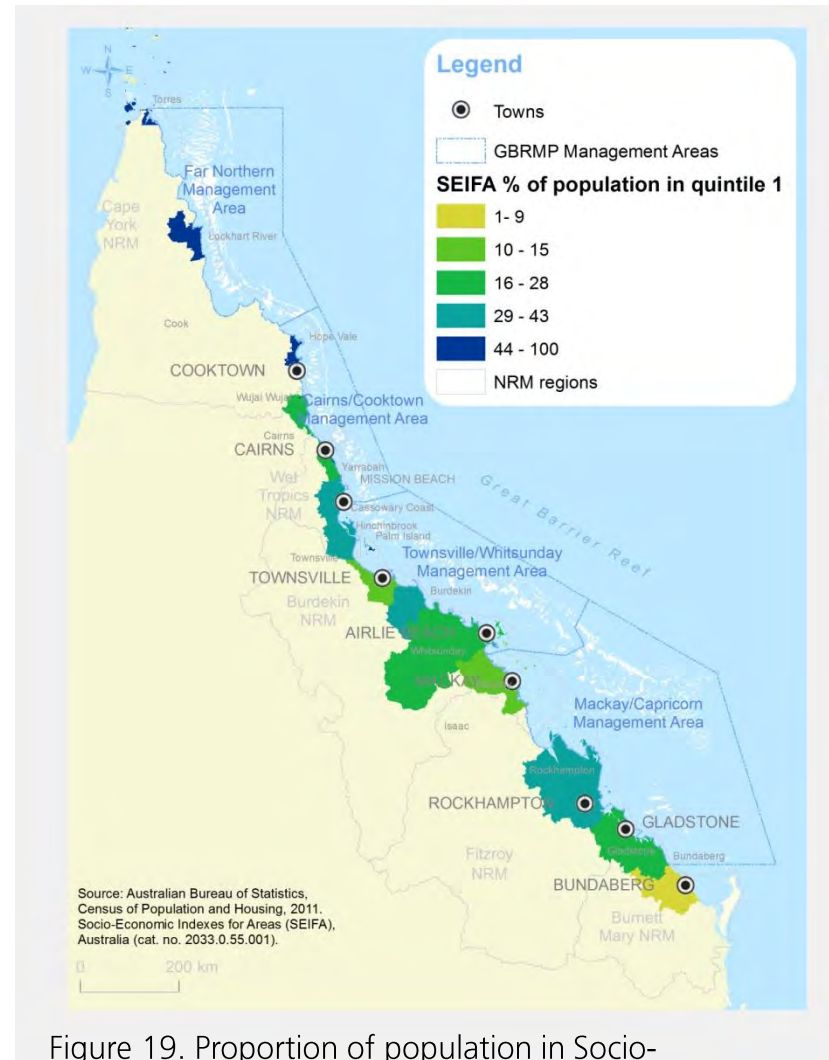 N
W E
S
Legend
Towns
GBRMP Management Areas
SEIFA % of population in quintile 1
1- 9
10 - 15
16 - 28
29 - 43
44 - 100
NRM regions
Torres
Far Northern
Management
Area
Cape
York
NRM
Lockhart River
Cook
Hope Vale
COOKTOWN
Wujal Wujal
Cairns/Cooktown
Management Area
Cairns
CAIRNS
Yarrabah
MISSION BEACH
Wet
Tropics
NRM
Cassowary Coast
Hinchinbrook
Palm Island
Great Barrier Reef
Townsville
Townsville/Whitsunday
Management Area
TOWNSVILLE
Burdekin
Burdekin
NRM
AIRLIE BEACH
Whitsunday
MACKAY
Isaac
Mackay/Capricorn
Management Area
Rockhampton
ROCKHAMPTON
GLADSTONE
Gladstone
Bundaberg
Fitzroy
NRM
BUNDABERG
Burnett
Mary NRM
Source: Australian Bureau of Statistics,
Census of Population and Housing, 2011.
Socio-Economic Indexes for Areas (SEIFA),
Australia (cat. no. 2033.0.55.001).
0 200 km
Figure 19. Proportion of population in Socio-